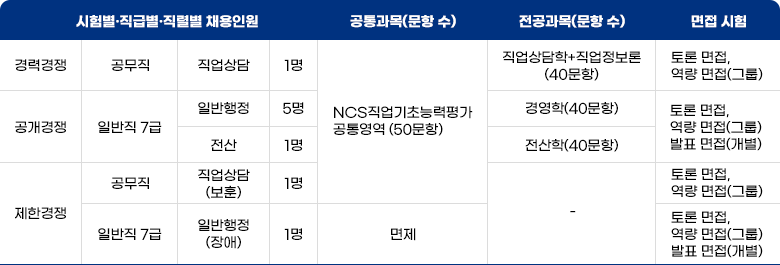 시험별·직급별·직렬별 채용인원 공통과목(문항 수) 전공과목(문항 수) 면접 시험
경력경쟁 공무직 직업상담 1명
NCS직업기초능력평가
공통영역 (50문항)
직업상담학+직업정보론
(40문항)
토론 면접,
역량 면접(그룹)
공개경쟁 일반직 7급 일반행정 5명 경영학(40문항)
전산 1명 전산학(40문항)
토론 면접,
역량 면접(그룹)
발표 면접(개별)
제한경쟁 공무직 직업상담
(보훈)
1명
-
토론 면접,
역량 면접(그룹)
일반직 7급 일반행정
(장애)
1명 면제
토론 면접,
역량 면접(그룹)
발표 면접(개별)